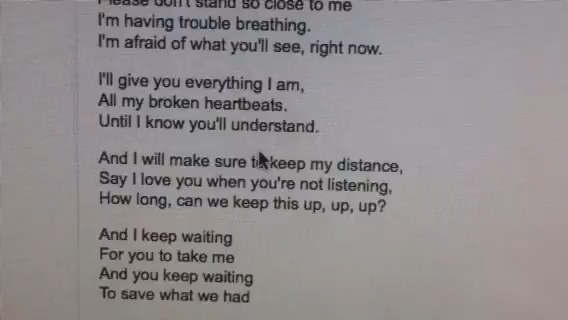 Please don't stand so close to me
I'm having trouble breathing.
I'm afraid of what you'll see, right now.
I'll give you everything I am,
All my broken heartbeats.
Until I know you'll understand.
And I will make sure to keep my distance,
Say I love you when you're not listening,
How long, can we keep this up, up, up?
And I keep waiting
For you to take me
And you keep waiting
To save what we had